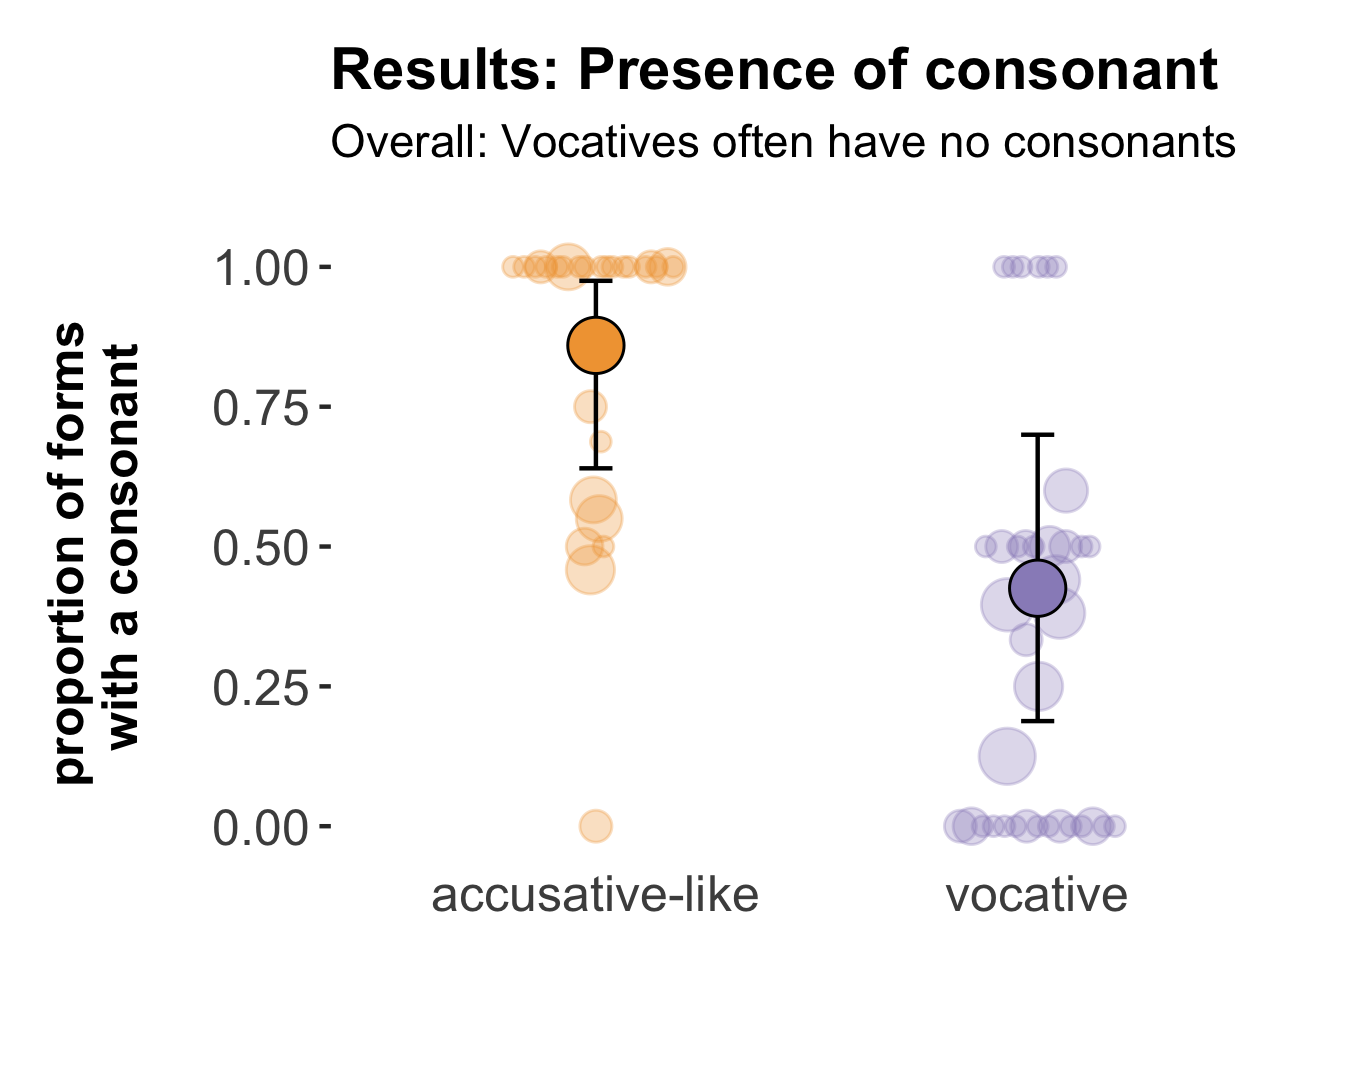 Results: Presence of consonant
Overall: Vocatives often have no consonants
proportion of forms
with a consonant
1.00
0.75
0.50
0.25
0.00
accusative-like
vocative